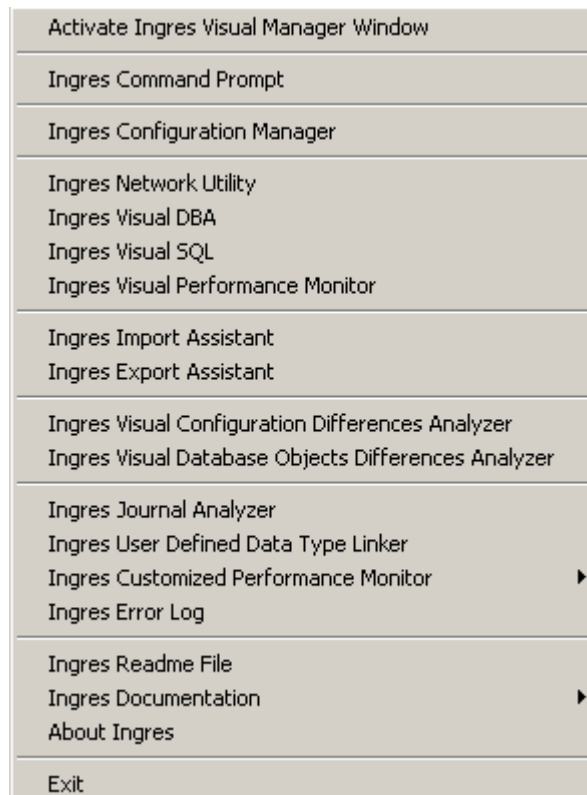 Activate Ingres Visual Manager Window
Ingres Command Prompt
Ingres Configuration Manager
Ingres Network Utility
Ingres Visual DBA
Ingres Visual SQL
Ingres Visual Performance Monitor
Ingres Import Assistant
Ingres Export Assistant
Ingres Visual Configuration Differences Analyzer
Ingres Visual Database Objects Differences Analyzer
Ingres Journal Analyzer
Ingres User Defined Data Type Linker
Ingres Customized Performance Monitor
Ingres Error Log
Ingres Readme File
Ingres Documentation
About Ingres
Exit